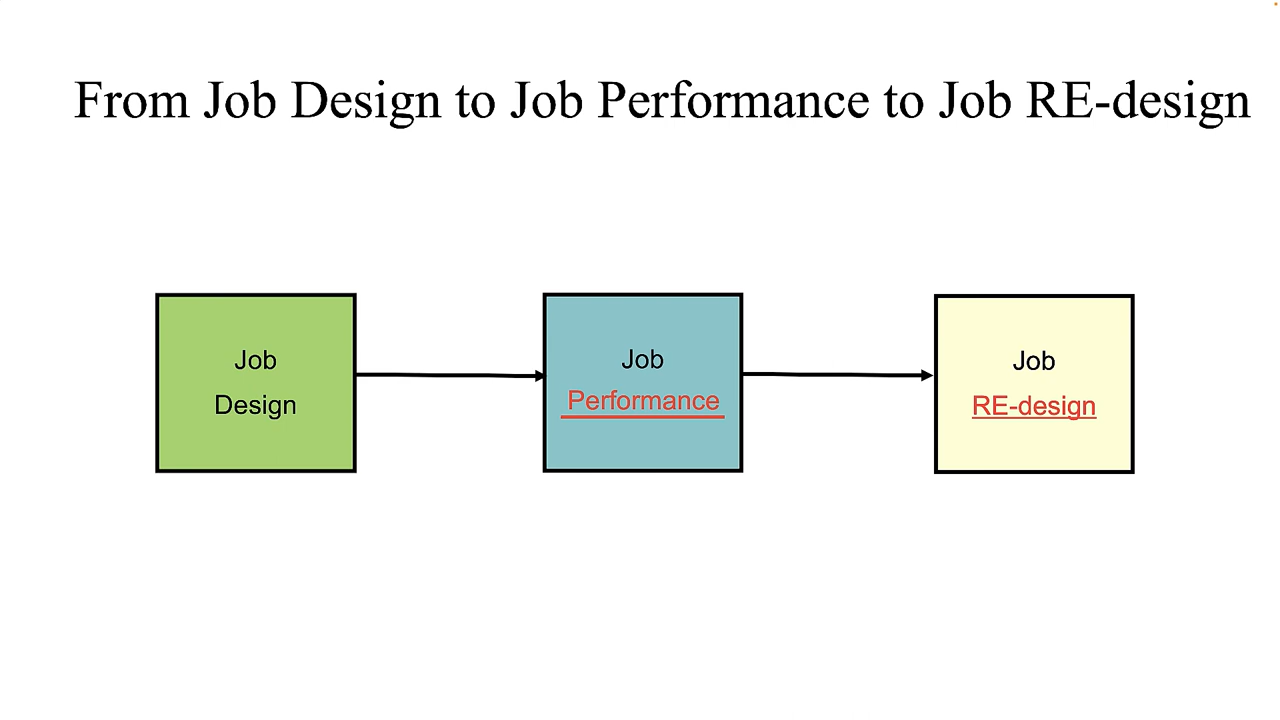 From Job Design to Job Performance to Job RE-design
Job
Design
Job
Performance
Job
RE-design